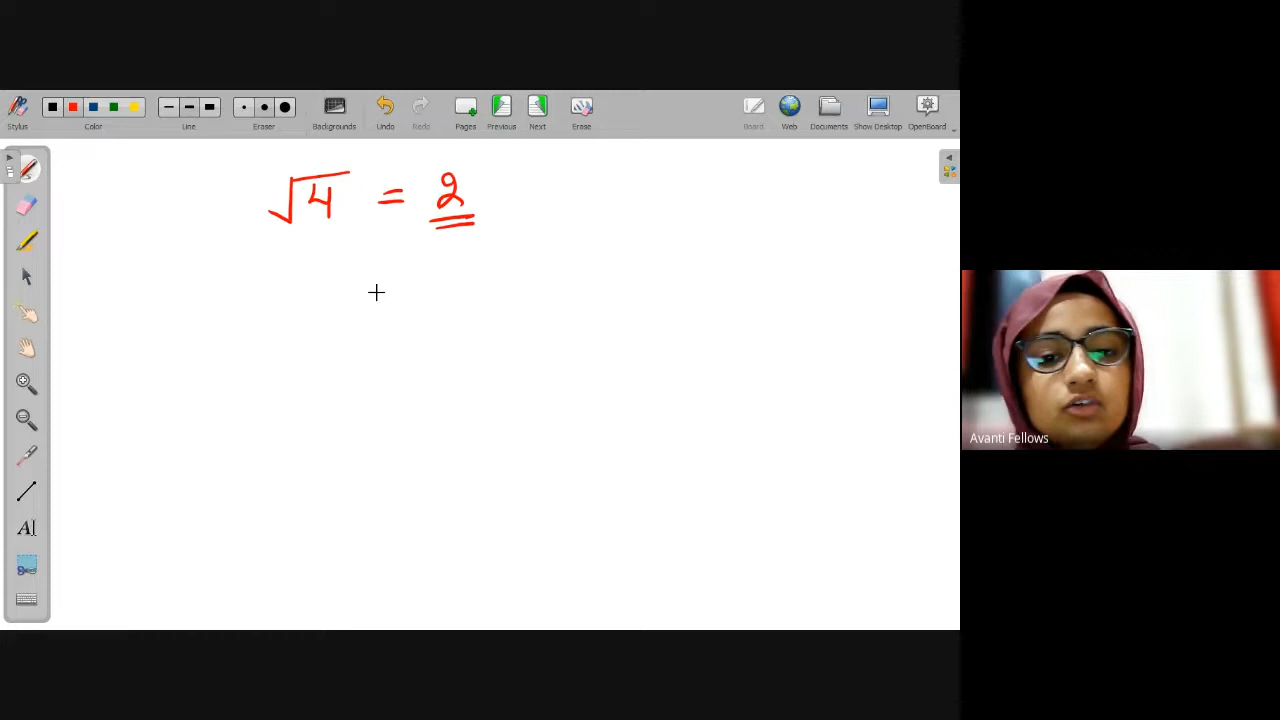 Stylus
Color
Line
Eraser
Backgrounds
Undo
Redo
Pages
Previous
Next
Erase
Board
Web
Documents
Show Desktop
OpenBoard
√4 = 2
A
Avanti Fellows